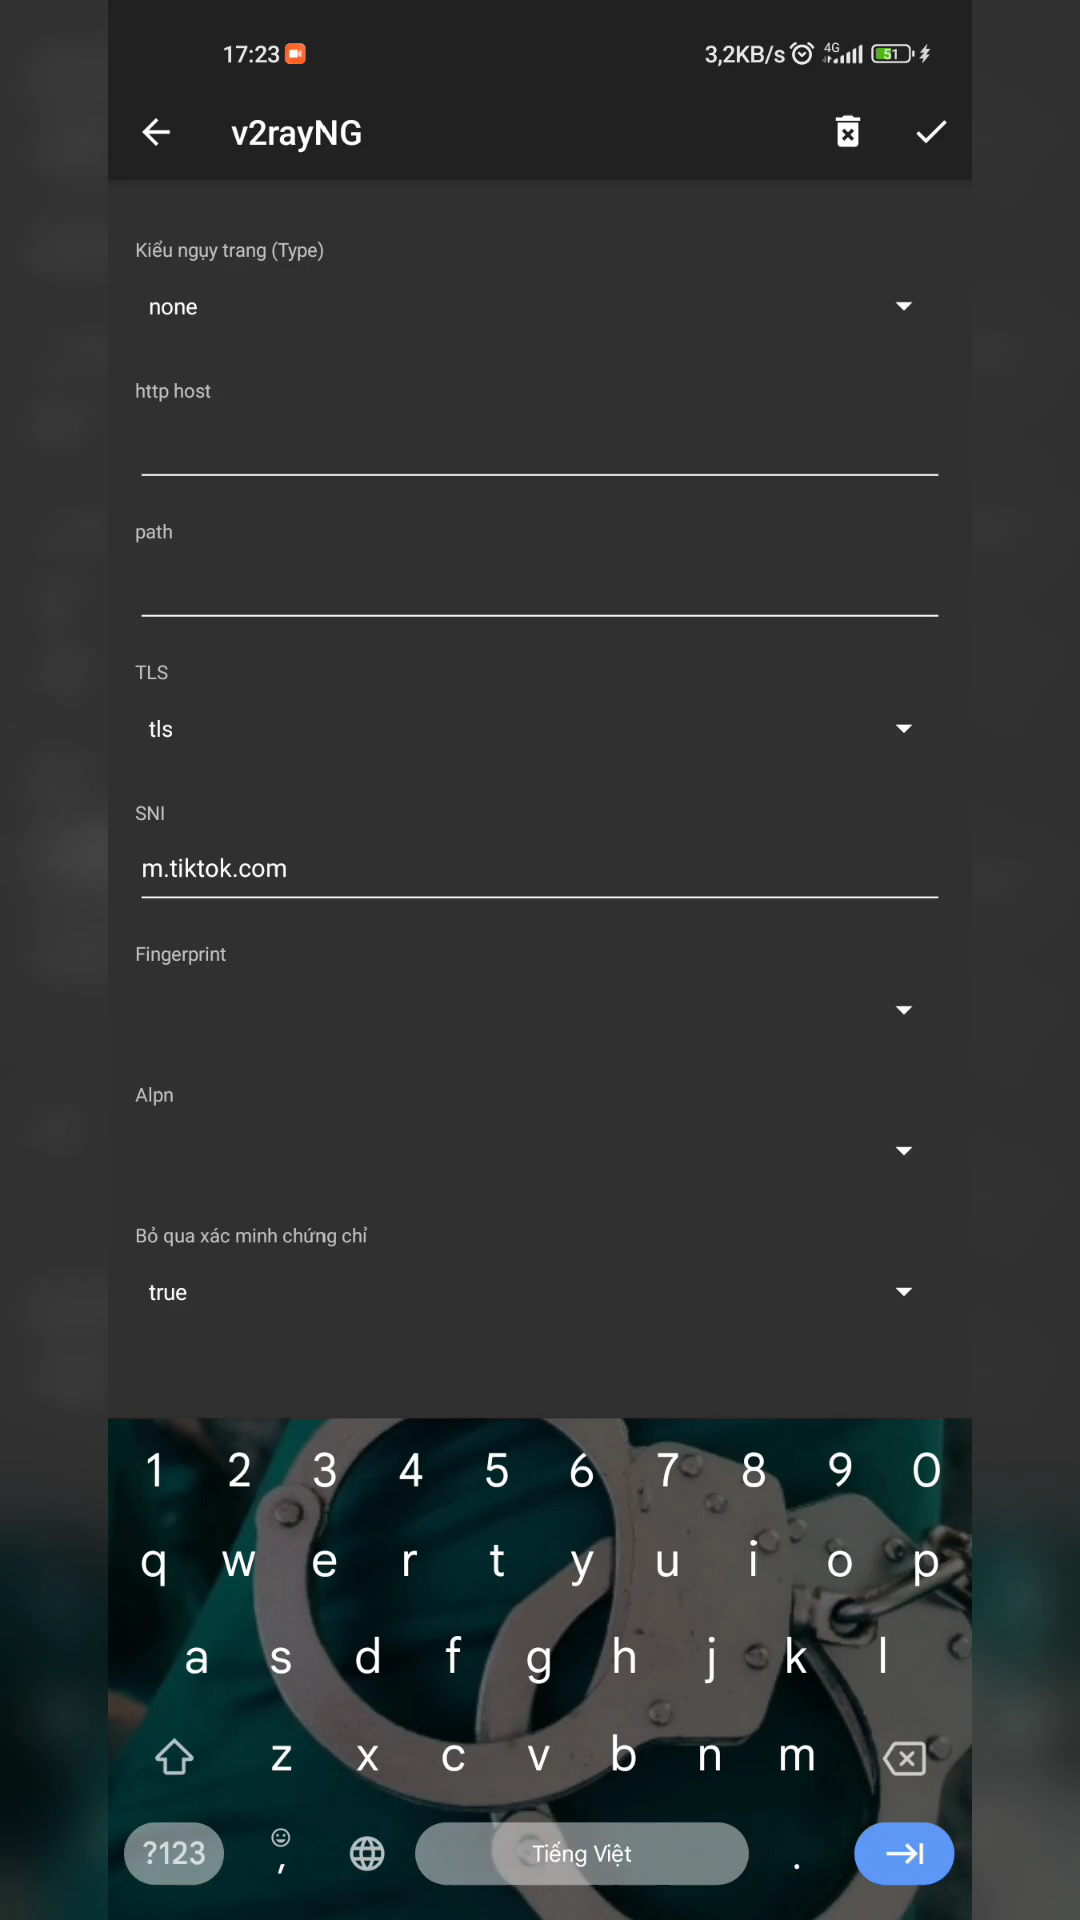 17:23
3,2KB/s 4G 51
v2rayNG
Kiểu ngụy trang (Type)
none
http host
path
TLS
tls
SNI
m.tiktok.com
Fingerprint
Alpn
Bỏ qua xác minh chứng chỉ
true
1 2 3 4 5 6 7 8 9 0
q w e r t y u i o p
a s d f g h j k l
z x c v b n m
?123 , Tiếng Việt .